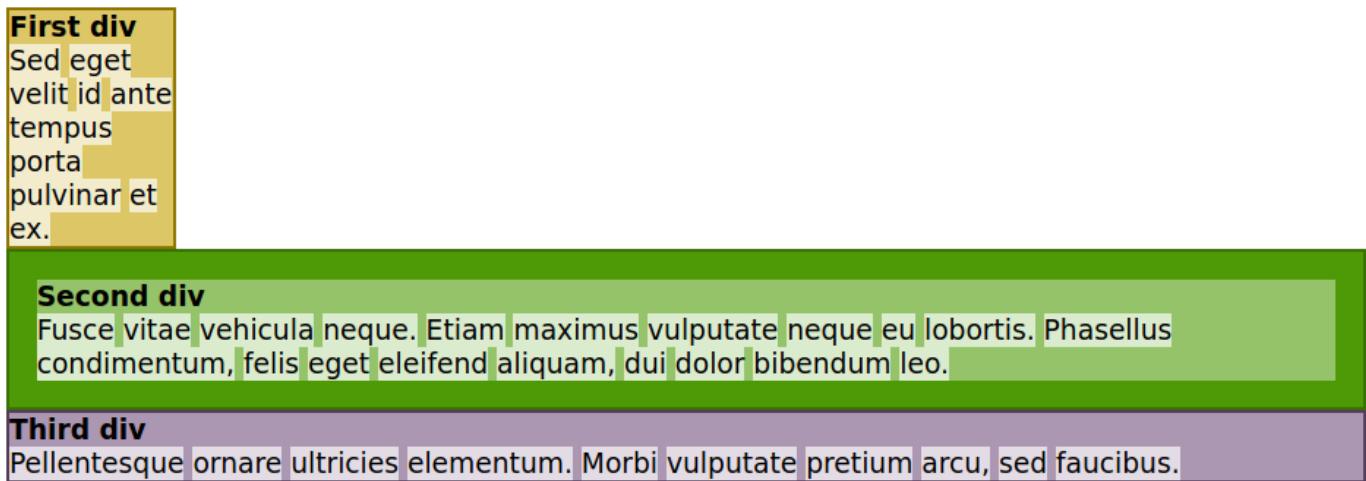 First div
Sed eget
velit id ante
tempus
porta
pulvinar et
ex.
Second div
Fusce vitae vehicula neque. Etiam maximus vulputate neque eu lobortis. Phasellus
condimentum, felis eget eleifend aliquam, dui dolor bibendum leo.
Third div
Pellentesque ornare ultricies elementum. Morbi vulputate pretium arcu, sed faucibus.